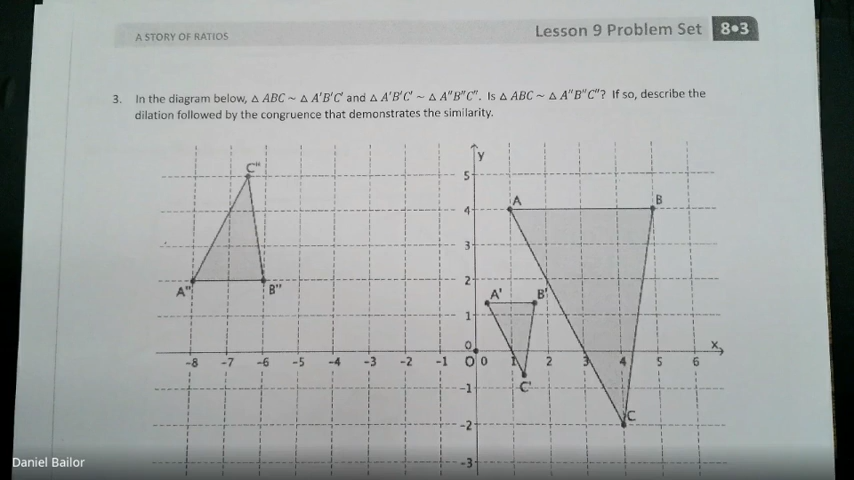 A STORY OF RATIOS
Lesson 9 Problem Set 8•3
3. In the diagram below, △ ABC ~ △ A′B′C′ and △ A′B′C′ ~ △ A″B″C″. Is △ ABC ~ △ A″B″C″? If so, describe the
dilation followed by the congruence that demonstrates the similarity.
y
C"
5
A B
4
3
2
A" B" A' B'
1
0
x
-8 -7 -6 -5 -4 -3 -2 -1 O 0 1 2 3 4 5 6
-1
C'
C
-2
-3
Daniel Bailor